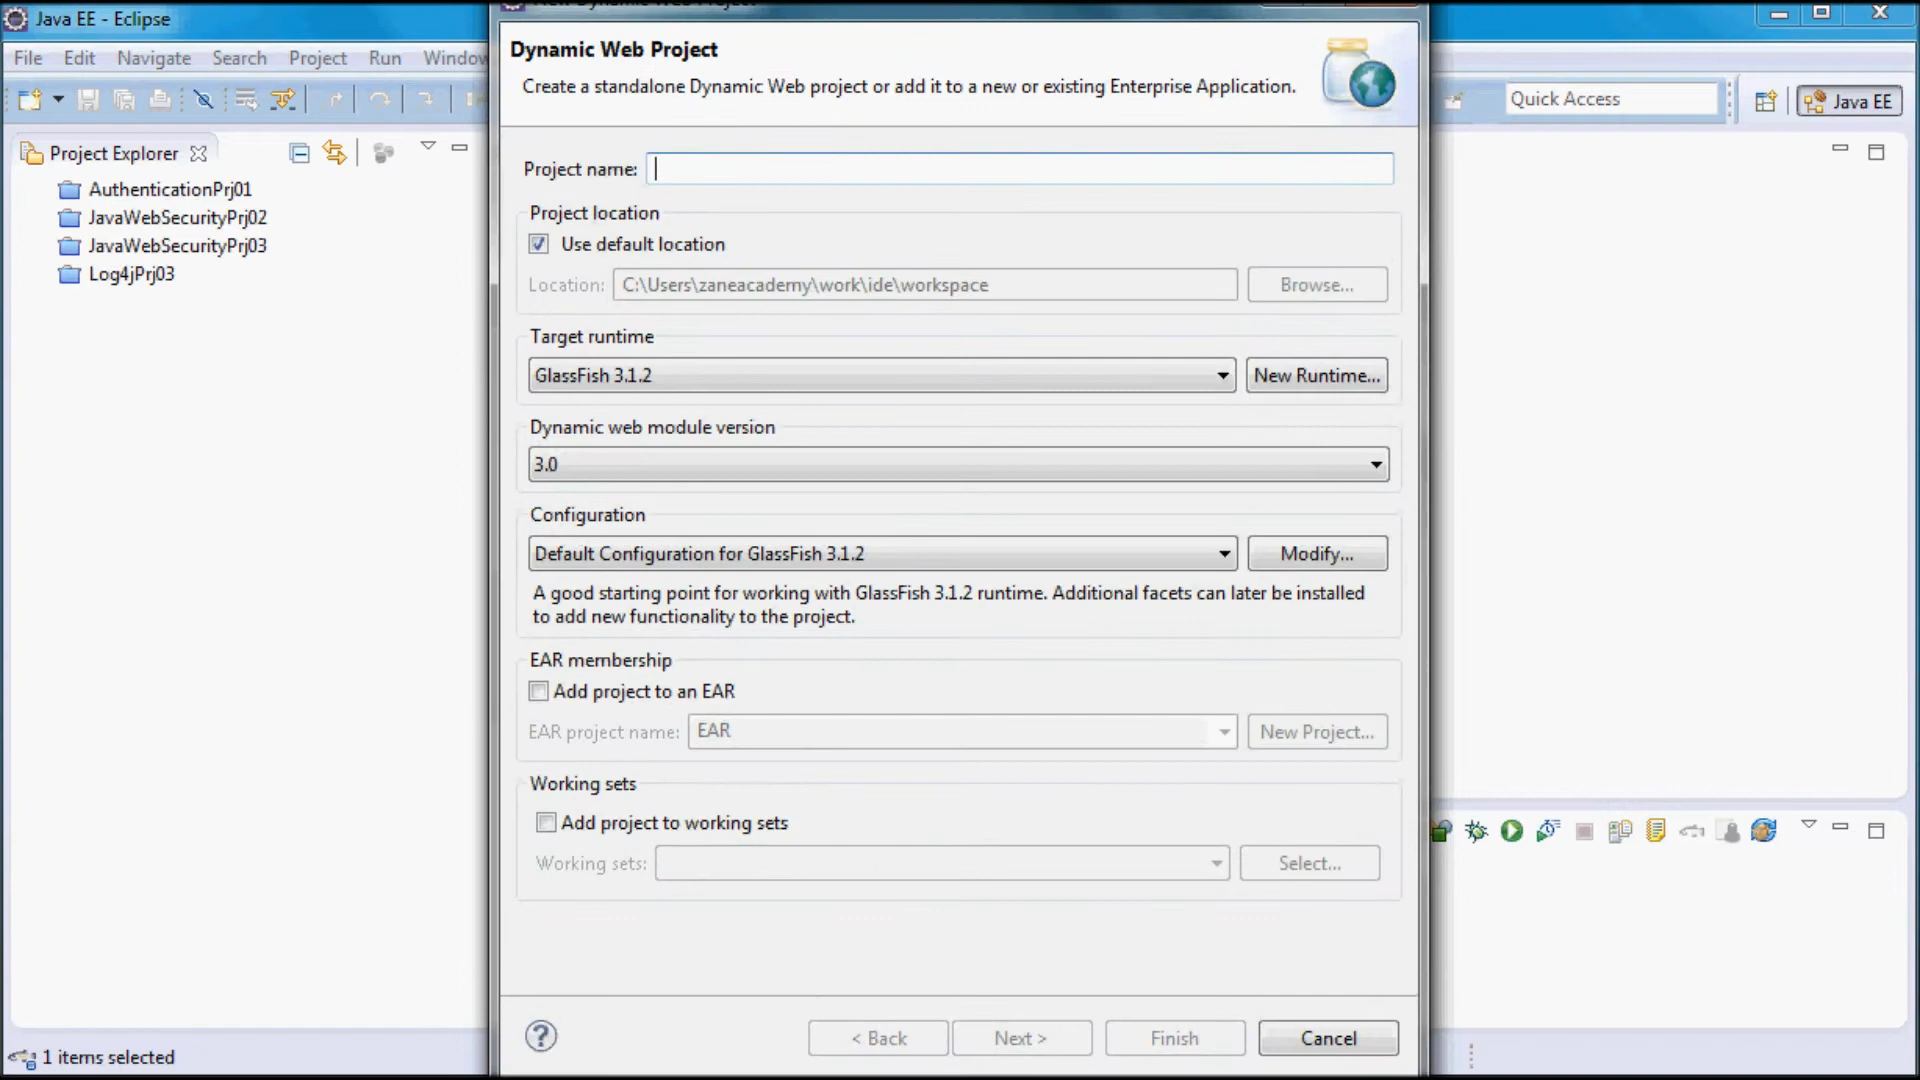 Java EE - Eclipse
File Edit Navigate Search Project Run Window
Quick Access
Java EE
Project Explorer
AuthenticationPrj01
JavaWebSecurityPrj02
JavaWebSecurityPrj03
Log4jPrj03
Dynamic Web Project
Create a standalone Dynamic Web project or add it to a new or existing Enterprise Application.
Project name:
Project location
Use default location
Location: C:\Users\zaneacademy\work\ide\workspace Browse...
Target runtime
GlassFish 3.1.2 New Runtime...
Dynamic web module version
3.0
Configuration
Default Configuration for GlassFish 3.1.2 Modify...
A good starting point for working with GlassFish 3.1.2 runtime. Additional facets can later be installed
to add new functionality to the project.
EAR membership
Add project to an EAR
EAR project name: EAR New Project...
Working sets
Add project to working sets
Working sets: Select...
? < Back Next > Finish Cancel
1 items selected